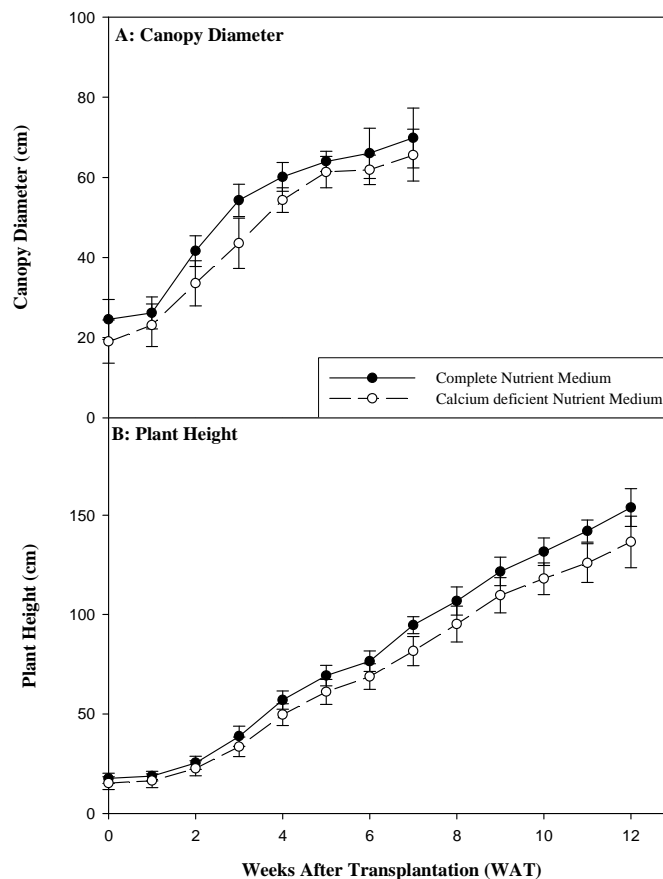 A: Canopy Diameter
100
80
60
40
20
0
Canopy Diameter (cm)
Complete Nutrient Medium
Calcium deficient Nutrient Medium
B: Plant Height
150
100
50
0
Plant Height (cm)
0 2 4 6 8 10 12
Weeks After Transplantation (WAT)